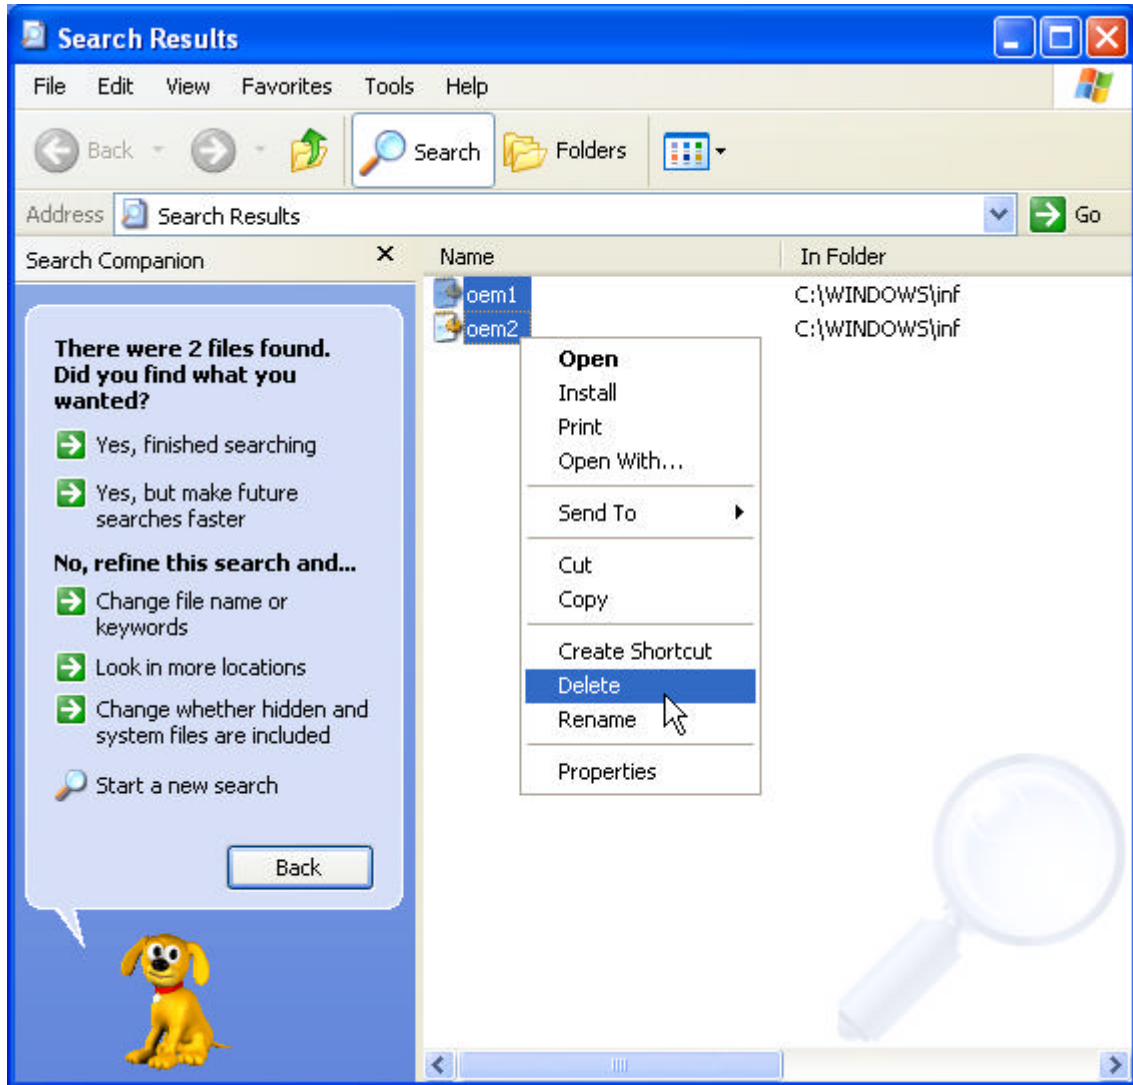 Search Results
File Edit View Favorites Tools Help
Back Search Folders
Address Search Results Go
Search Companion
Name In Folder
oem1 C:\WINDOWS\inf
oem2 C:\WINDOWS\inf
There were 2 files found.
Did you find what you
wanted?
Yes, finished searching
Yes, but make future
searches faster
No, refine this search and...
Change file name or
keywords
Look in more locations
Change whether hidden and
system files are included
Start a new search
Back
Open
Install
Print
Open With...
Send To
Cut
Copy
Create Shortcut
Delete
Rename
Properties